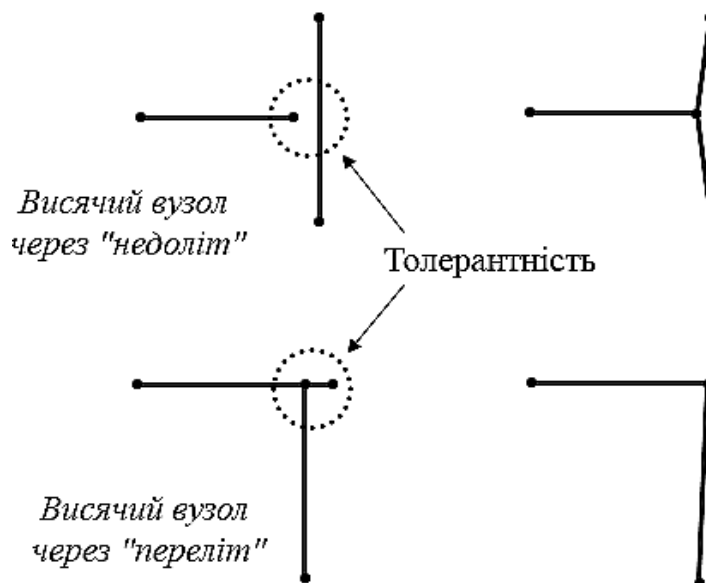 Висячий вузол
через "недоліт"
Толерантність
Висячий вузол
через "переліт"